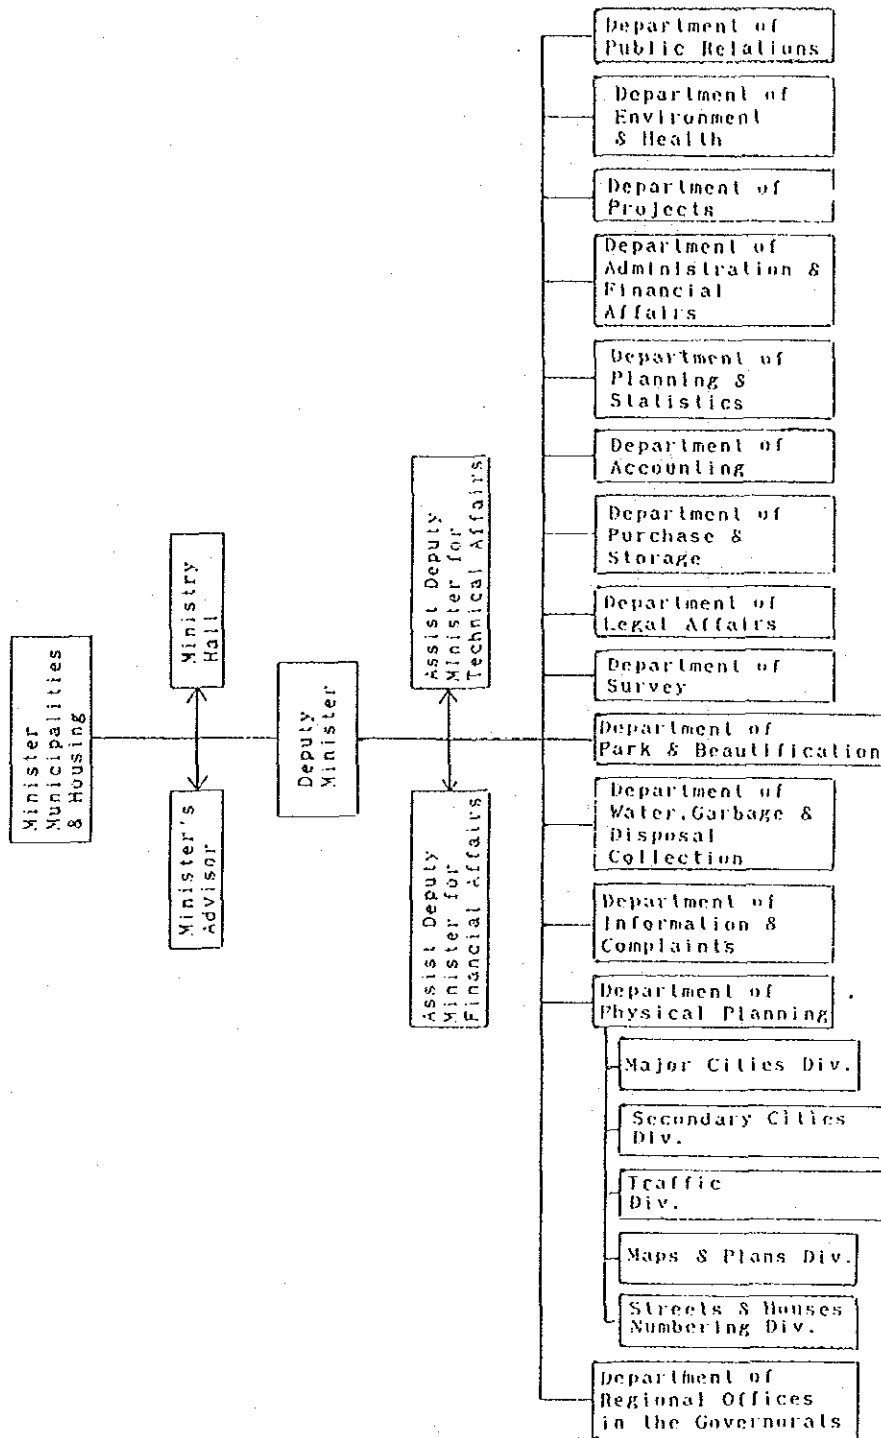 Minister
Municipalities
& Housing
Ministry
Hall
Minister's
Advisor
Deputy
Minister
Assist Deputy
Minister for
Technical Affairs
Assist Deputy
Minister for
Financial Affairs
Department of
Public Relations
Department of
Environment
& Health
Department of
Projects
Department of
Administration &
Financial
Affairs
Department of
Planning &
Statistics
Department of
Accounting
Department of
Purchase &
Storage
Department of
Legal Affairs
Department of
Survey
Department of
Park & Beautification
Department of
Water, Garbage &
Disposal
Collection
Department of
Information &
Complaints
Department of
Physical Planning
Major Cities Div.
Secondary Cities
Div.
Traffic
Div.
Maps & Plans Div.
Streets & Houses
Numbering Div.
Department of
Regional Offices
in the Governorals